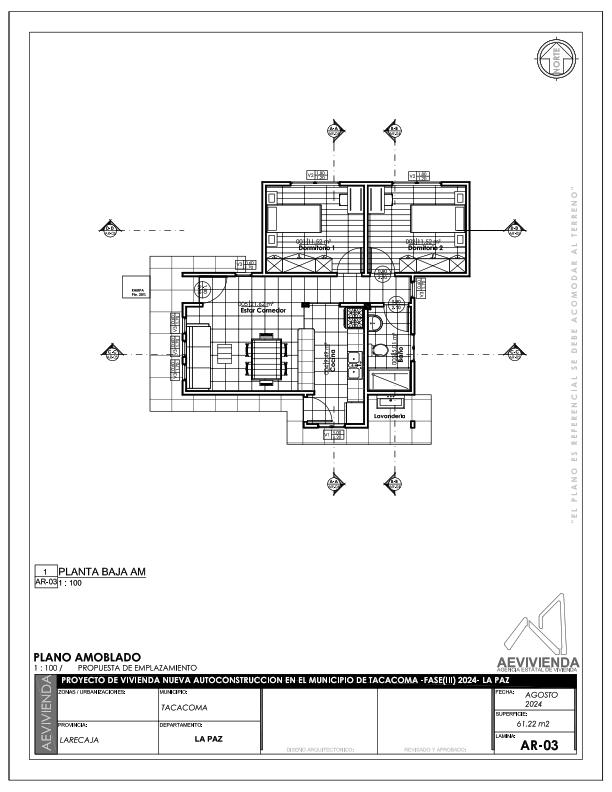 NORTE
"EL PLANO ES REFERENCIAL SE DEBE ACOMODAR AL TERRENO"
Dormitorio 1
Dormitorio 2
RAMPA
Estar Comedor
Cocina
Baño
Lavanderia
1
PLANTA BAJA AM
AR-03
1 : 100
PLANO AMOBLADO
1 : 100 / PROPUESTA DE EMPLAZAMIENTO
AEVIVIENDA
AGENCIA ESTATAL DE VIVIENDA
AEVIVIENDA
PROYECTO DE VIVIENDA NUEVA AUTOCONSTRUCCION EN EL MUNICIPIO DE TACACOMA -FASE(III) 2024- LA PAZ
ZONAS / URBANIZACIONES:
MUNICIPIO:
TACACOMA
PROVINCIA:
LARECAJA
DEPARTAMENTO:
LA PAZ
DISEÑO ARQUITECTONICO:
REVISADO Y APROBADO:
FECHA:
AGOSTO
2024
SUPERFICIE:
61.22 m2
LAMINA:
AR-03